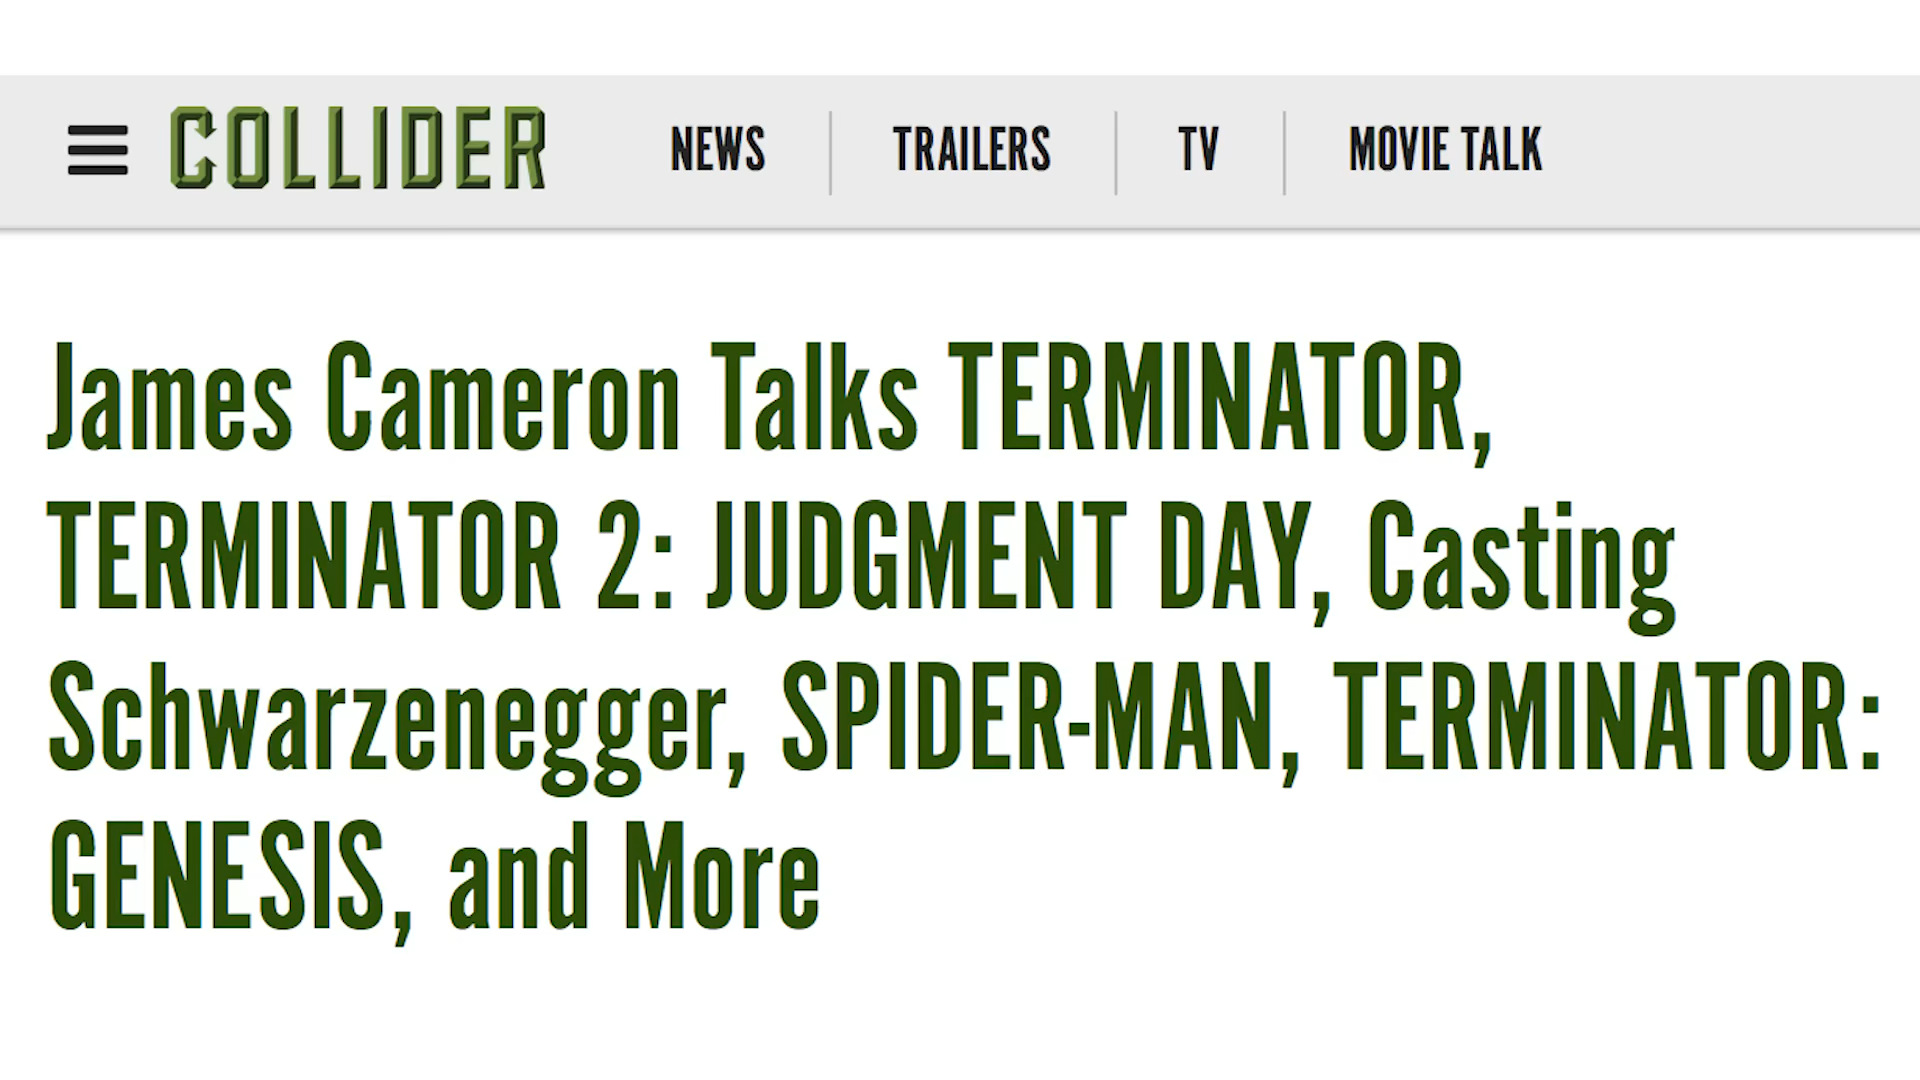 COLLIDER NEWS TRAILERS TV MOVIE TALK
James Cameron Talks TERMINATOR,
TERMINATOR 2: JUDGMENT DAY, Casting
Schwarzenegger, SPIDER-MAN, TERMINATOR:
GENESIS, and More